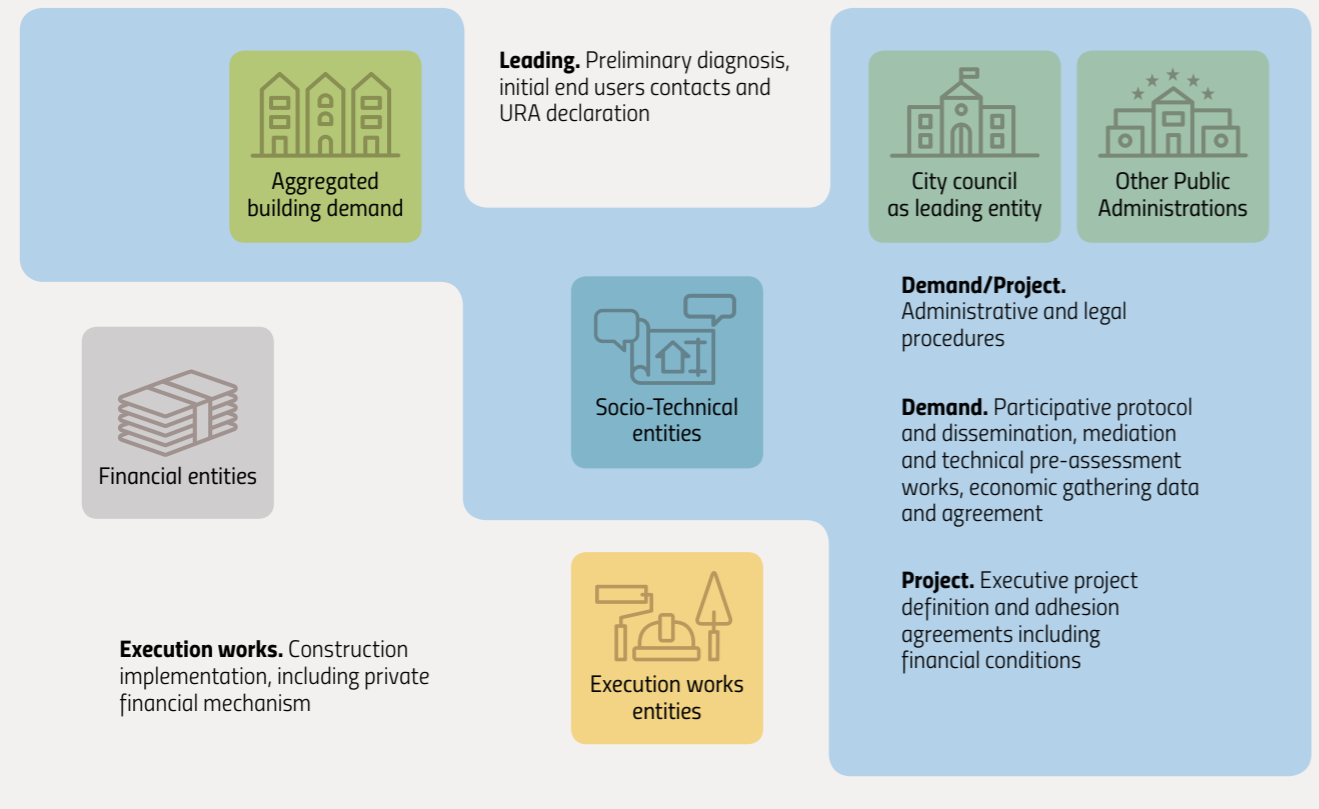 Leading. Preliminary diagnosis,
initial end users contacts and
URA declaration
Aggregated
building demand
City council
as leading entity
Other Public
Administrations
Demand/Project.
Administrative and legal
procedures
Socio-Technical
entities
Financial entities
Demand. Participative protocol
and dissemination, mediation
and technical pre-assessment
works, economic gathering data
and agreement
Project. Executive project
definition and adhesion
agreements including
financial conditions
Execution works. Construction
implementation, including private
financial mechanism
Execution works
entities